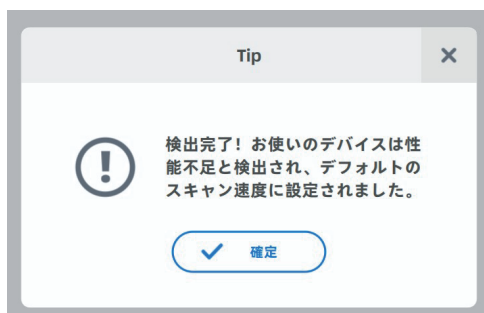 Tip
検出完了！お使いのデバイスは性
能不足と検出され、デフォルトの
スキャン速度に設定されました。
確定